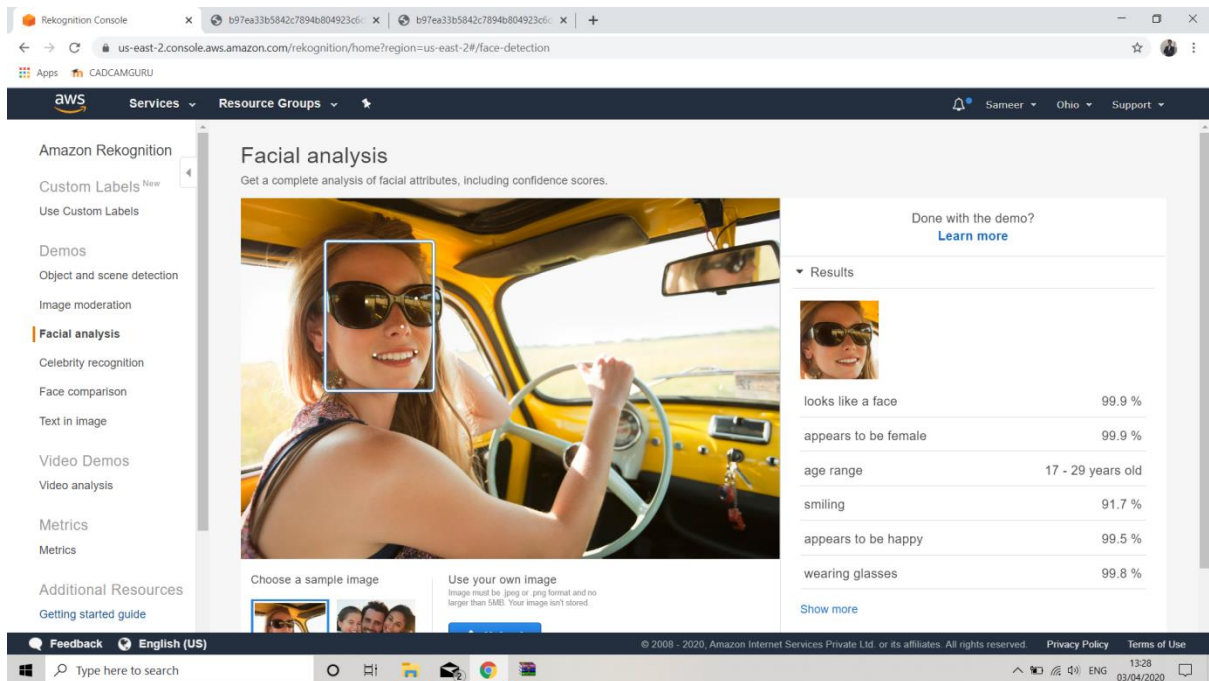 Rekognition Console
b97ea33b5842c7894b804923c6c
b97ea33b5842c7894b804923c6c
us-east-2.console.aws.amazon.com/rekognition/home?region=us-east-2#/face-detection
Apps CADCAMGURU
aws Services Resource Groups Sameer Ohio Support
Amazon Rekognition
Custom Labels New
Use Custom Labels
Demos
Object and scene detection
Image moderation
Facial analysis
Celebrity recognition
Face comparison
Text in image
Video Demos
Video analysis
Metrics
Metrics
Additional Resources
Getting started guide
Facial analysis
Get a complete analysis of facial attributes, including confidence scores.
Choose a sample image
Use your own image
Image must be .jpeg or .png format and no
larger than 5MB. Your image isn't stored.
Done with the demo?
Learn more
Results
looks like a face 99.9 %
appears to be female 99.9 %
age range 17 - 29 years old
smiling 91.7 %
appears to be happy 99.5 %
wearing glasses 99.8 %
Show more
Feedback English (US) © 2008 - 2020, Amazon Internet Services Private Ltd. or its affiliates. All rights reserved. Privacy Policy Terms of Use
Type here to search
ENG
13:28
03/04/2020